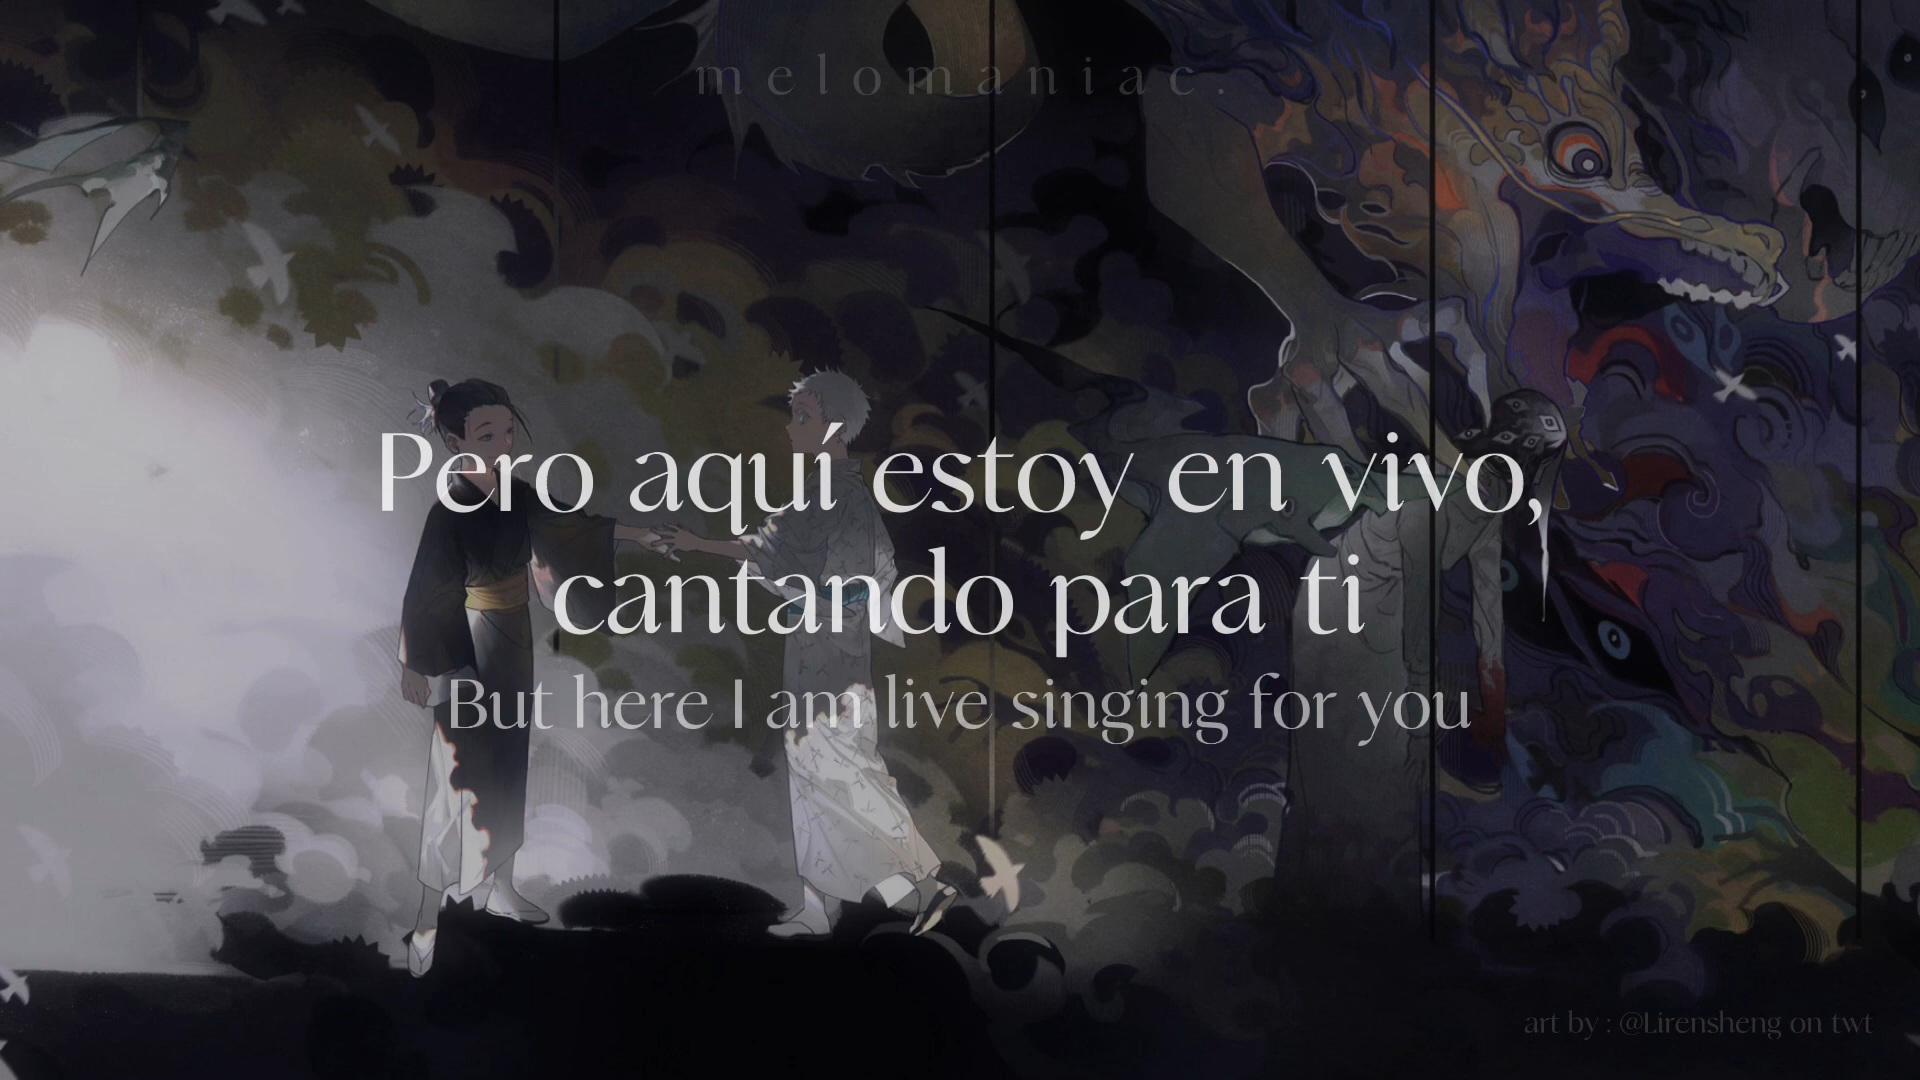 melomaniac.
Pero aquí estoy en vivo,
cantando para ti
But here I am live singing for you
art by : @Lirensheng on twt